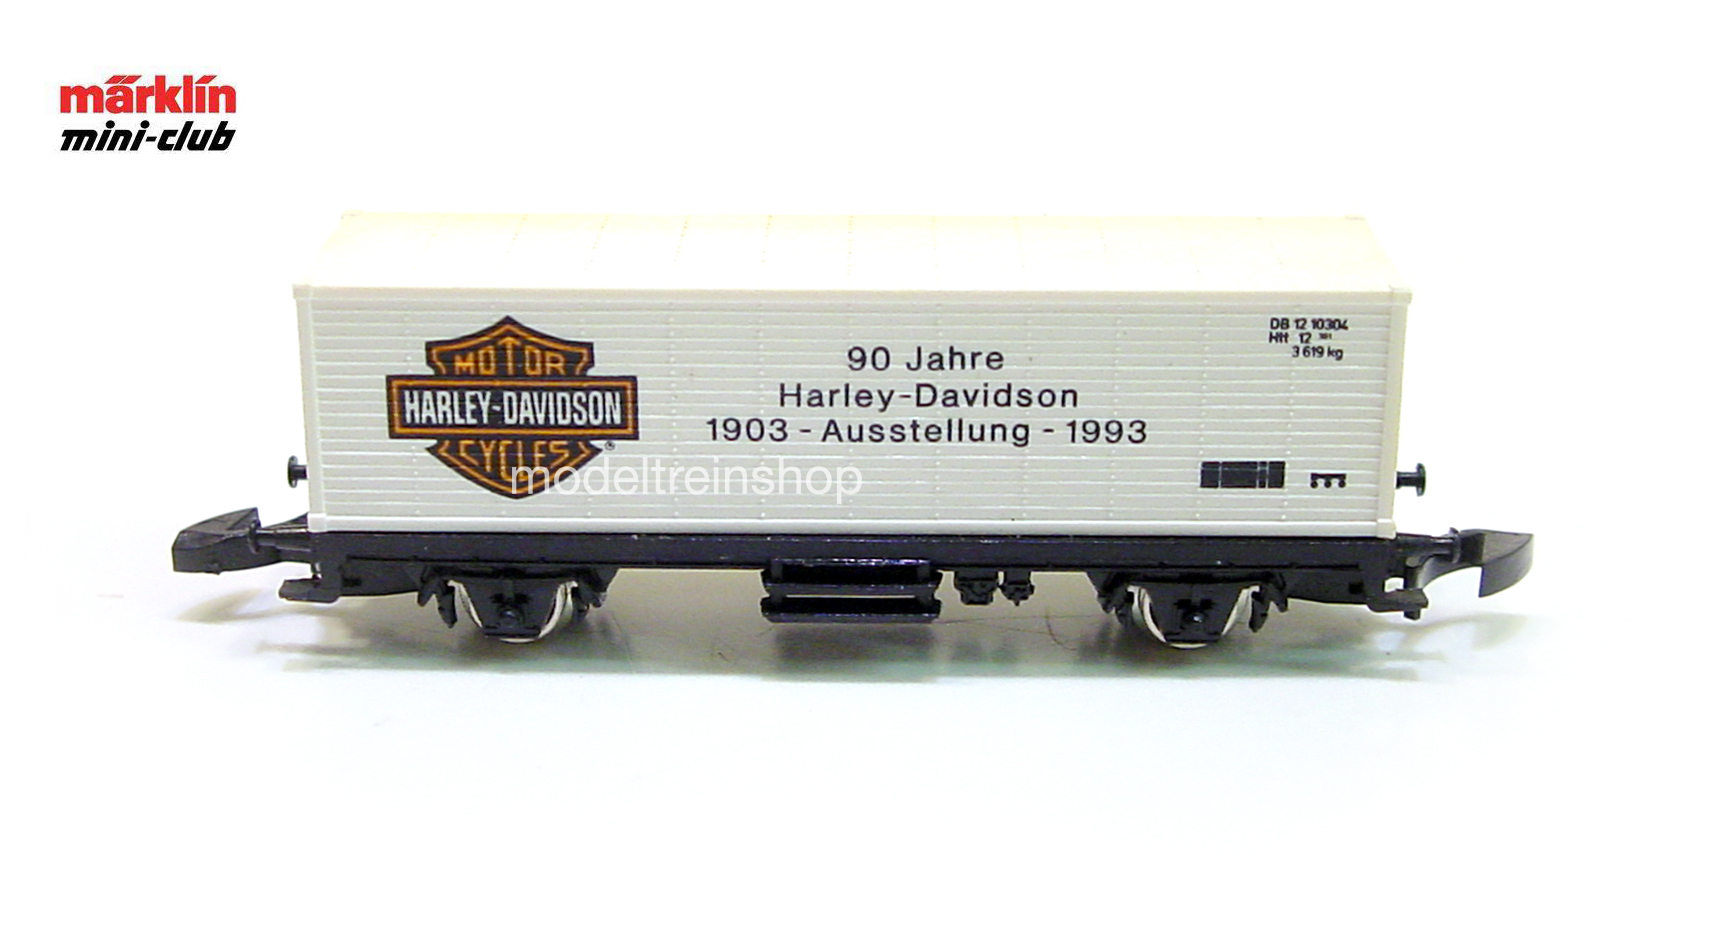 märklin
mini-club
MOTOR
HARLEY-DAVIDSON
CYCLES
®
90 Jahre
Harley-Davidson
1903 - Ausstellung - 1993
DB 12 10304
12
3 619 kg
modeltreinshop